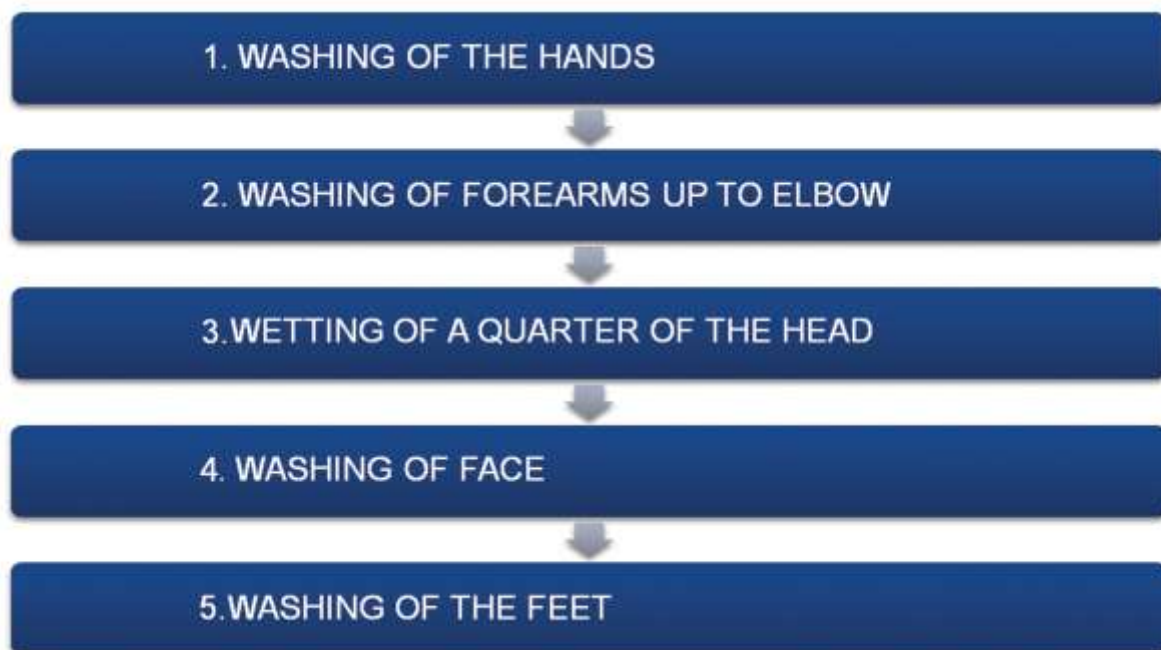 1. WASHING OF THE HANDS
2. WASHING OF FOREARMS UP TO ELBOW
3.WETTING OF A QUARTER OF THE HEAD
4. WASHING OF FACE
5.WASHING OF THE FEET